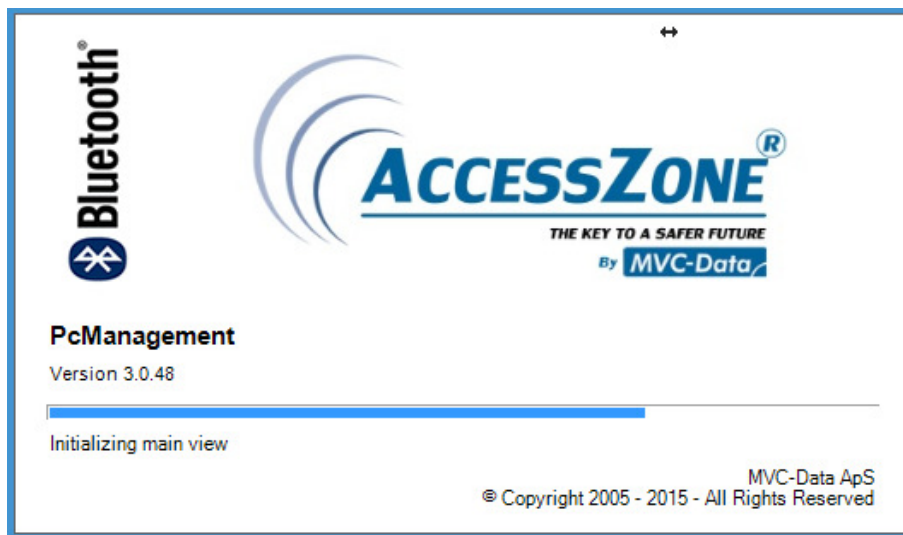 Bluetooth®
ACCESSZONE®
THE KEY TO A SAFER FUTURE
By MVC-Data
PcManagement
Version 3.0.48
Initializing main view
MVC-Data ApS
© Copyright 2005 - 2015 - All Rights Reserved